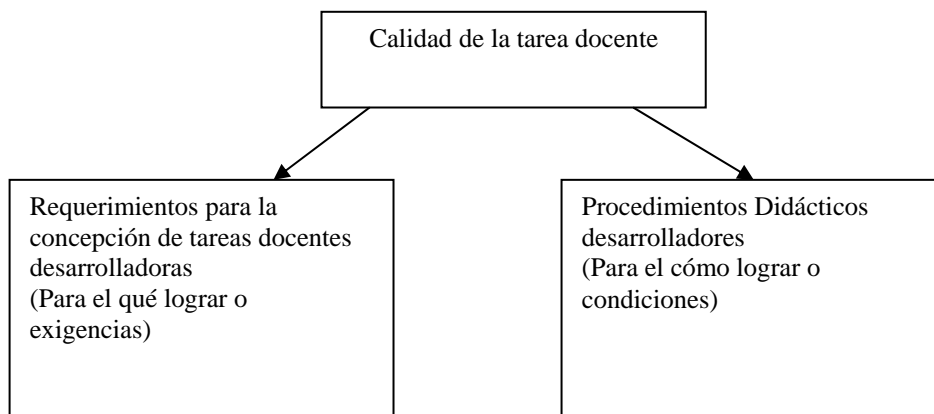 Calidad de la tarea docente
Requerimientos para la
concepción de tareas docentes
desarrolladoras
(Para el qué lograr o
exigencias)
Procedimientos Didácticos
desarrolladores
(Para el cómo lograr o
condiciones)